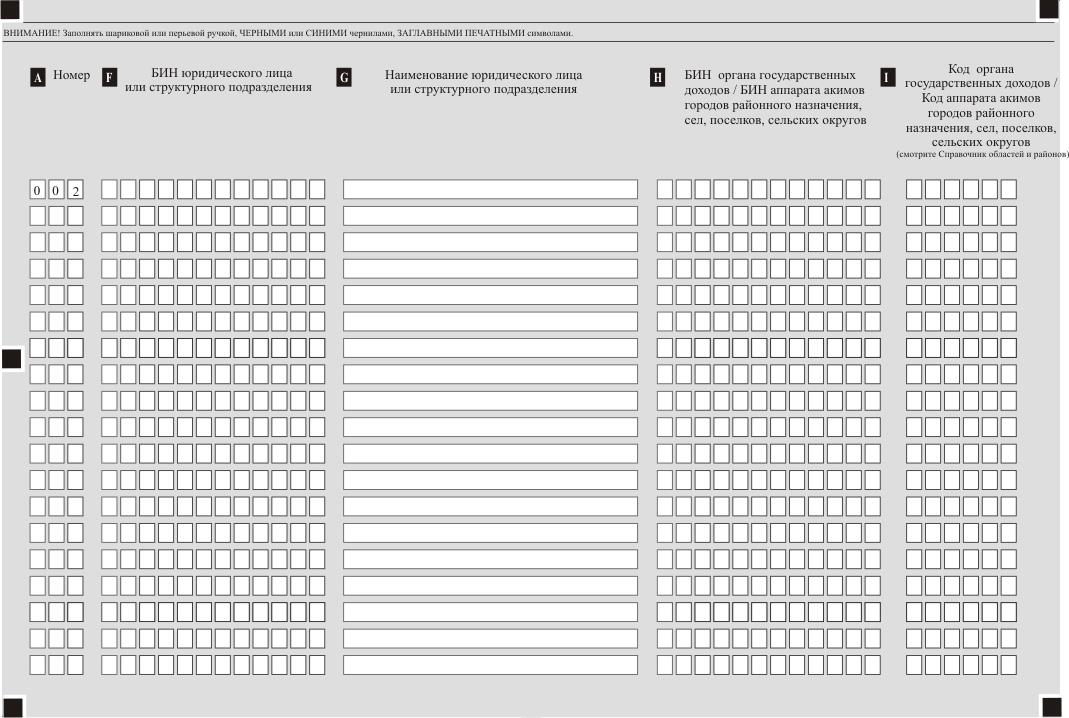 ВНИМАНИЕ! Заполнять шариковой или перьевой ручкой, ЧЕРНЫМИ или СИНИМИ чернилами, ЗАГЛАВНЫМИ ПЕЧАТНЫМИ символами.
A Номер
F БИН юридического лица
или структурного подразделения
G Наименование юридического лица
или структурного подразделения
H БИН органа государственных
доходов / БИН аппарата акимов
городов районного назначения,
сел, поселков, сельских округов
I Код органа
государственных доходов /
Код аппарата акимов
городов районного
назначения, сел, поселков,
сельских округов
(смотрите Справочник областей и районов)
0 0 2